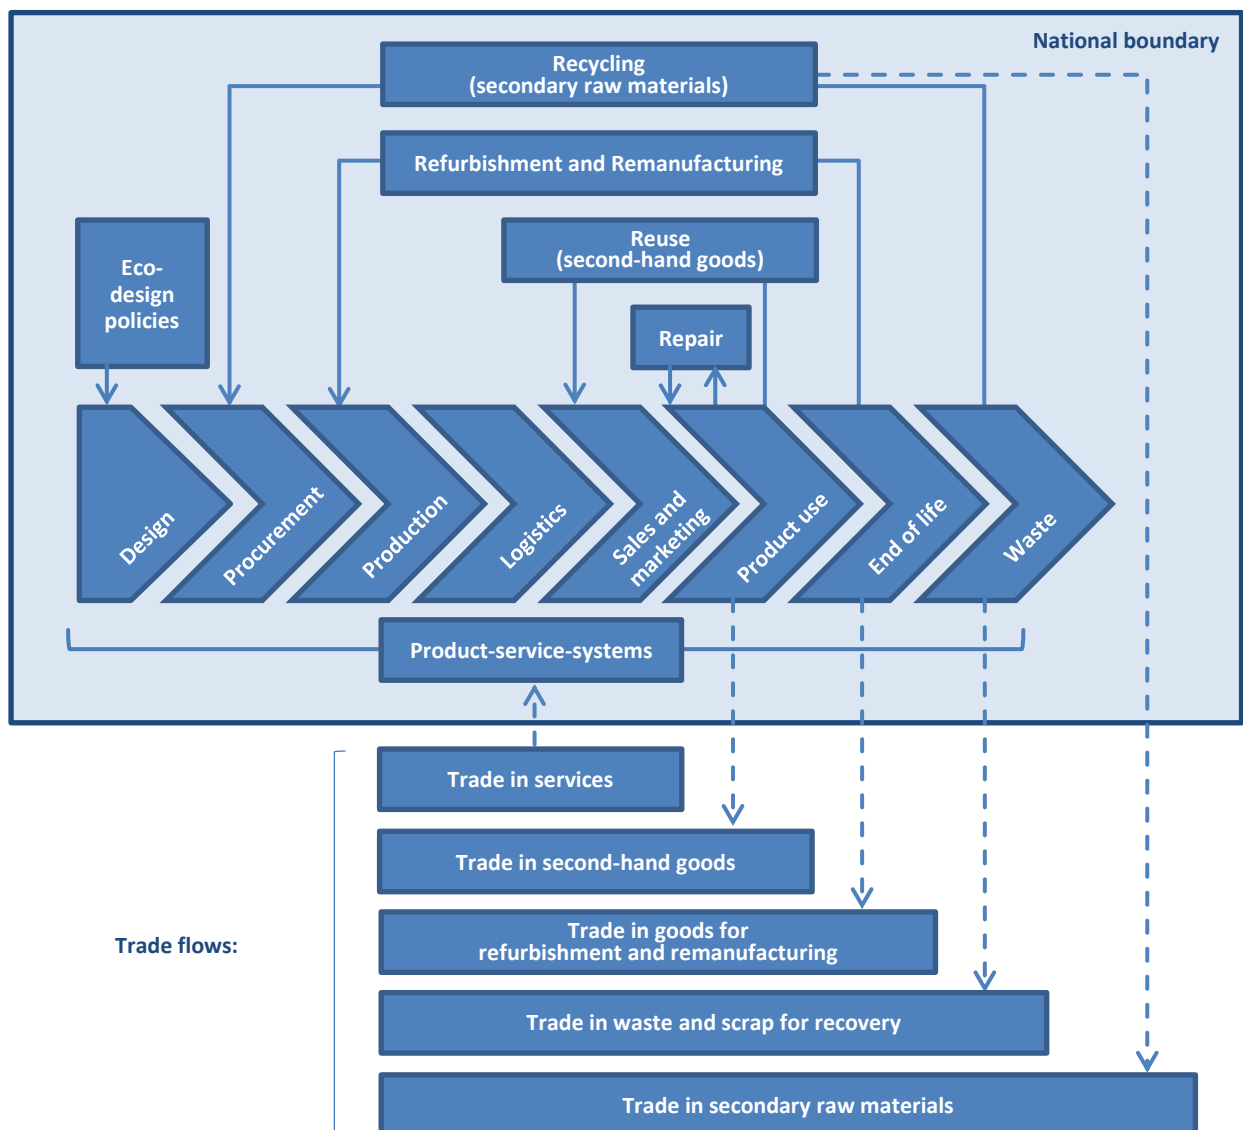 National boundary
Recycling
(secondary raw materials)
Refurbishment and Remanufacturing
Reuse
(second-hand goods)
Eco-
design
policies
Repair
Design
Procurement
Production
Logistics
Sales and
marketing
Product use
End of life
Waste
Product-service-systems
Trade in services
Trade in second-hand goods
Trade flows:
Trade in goods for
refurbishment and remanufacturing
Trade in waste and scrap for recovery
Trade in secondary raw materials